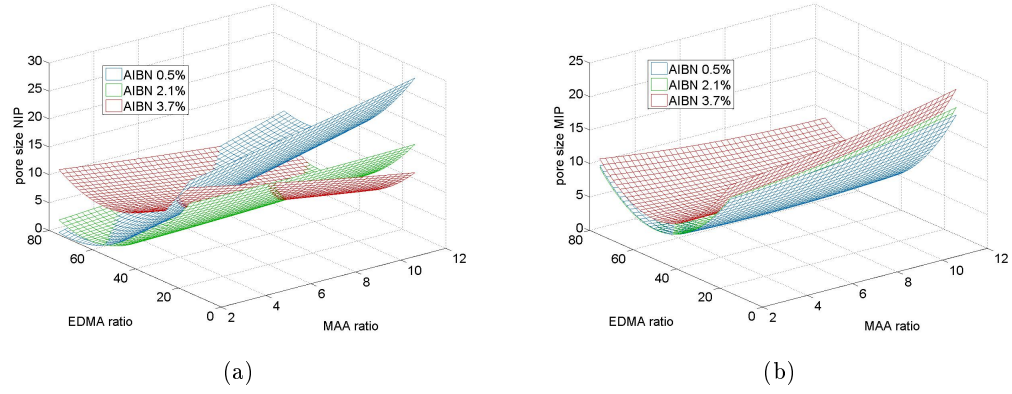 30
25
20
15
10
5
0
pore size NIP
AIBN 0.5%
AIBN 2.1%
AIBN 3.7%
80
60
40
20
0
EDMA ratio
2
4
6
8
10
12
MAA ratio
(a)
25
20
15
10
5
0
pore size MIP
AIBN 0.5%
AIBN 2.1%
AIBN 3.7%
80
60
40
20
0
EDMA ratio
2
4
6
8
10
12
MAA ratio
(b)